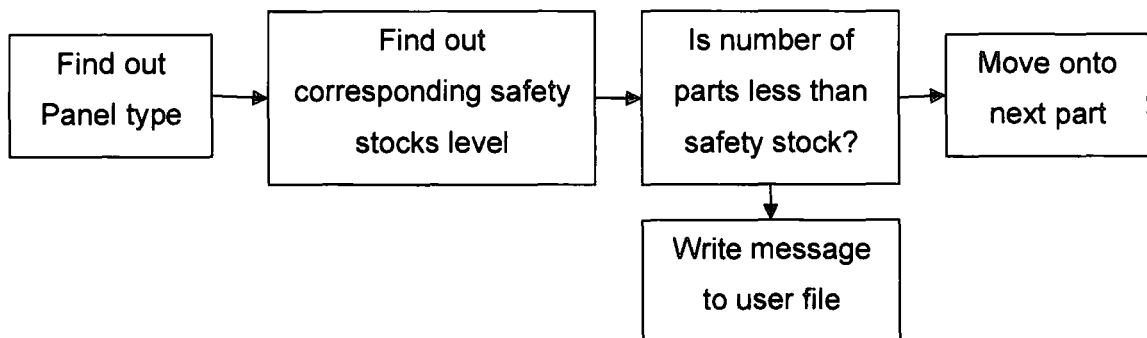 Find out
Panel type
Find out
corresponding safety
stocks level
Is number of
parts less than
safety stock?
Move onto
next part
Write message
to user file